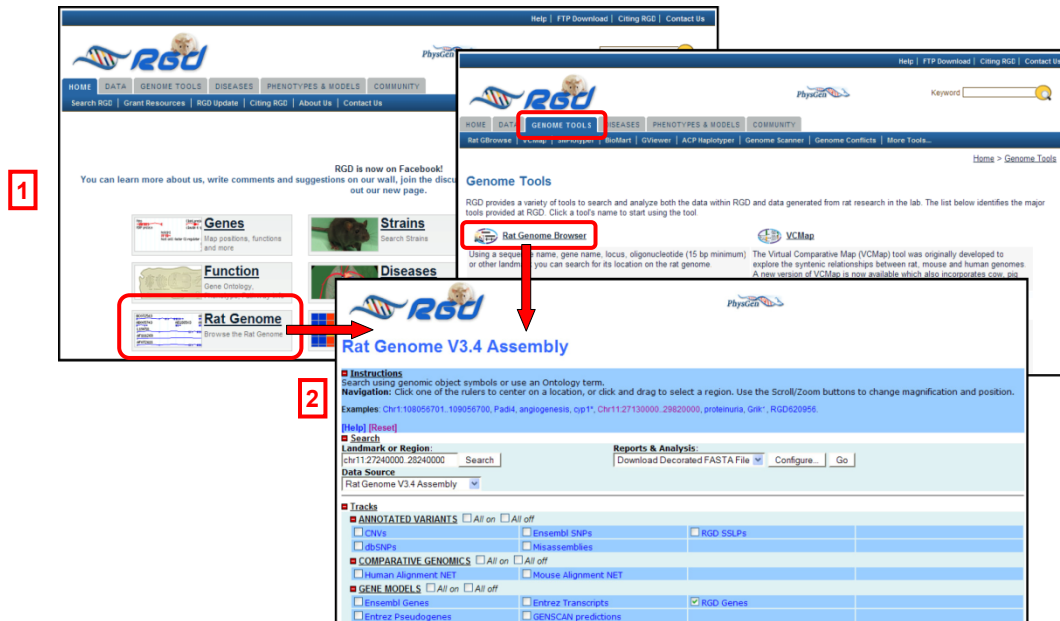 1
Help | FTP Download | Citing RGD | Contact Us
RGD
PhysGen
HOME DATA GENOME TOOLS DISEASES PHENOTYPES & MODELS COMMUNITY
Search RGD | Grant Resources | RGD Update | Citing RGD | About Us | Contact Us
RGD is now on Facebook!
You can learn more about us, write comments and suggestions on our wall, join the
out our new page.
Genes
Map positions, functions
and more
Strains
Search Strains
Function
Gene Ontology,
Diseases
Rat Genome
Browse the Rat Genome
Help | FTP Download | Citing RGD | Contact Us
RGD
PhysGen
Keyword
HOME DATA GENOME TOOLS DISEASES PHENOTYPES & MODELS COMMUNITY
Rat GBrowse | VCMap | SNPlotyper | BioMart | GViewer | ACP Haplotyper | Genome Scanner | Genome Conflicts | More Tools...
Home > Genome Tools
Genome Tools
RGD provides a variety of tools to search and analyze both the data within RGD and data generated from rat research in the lab. The list below identifies the major
tools provided at RGD. Click a tool's name to start using the tool.
Rat Genome Browser
Using a sequence name, gene name, locus, oligonucleotide (15 bp minimum)
or other landmark you can search for its location on the rat genome.
VCMap
The Virtual Comparative Map (VCMap) tool was originally developed to
explore the syntenic relationships between rat, mouse and human genomes.
A new version of VCMap is now available which also incorporates cow, pig
2
RGD
PhysGen
Rat Genome V3.4 Assembly
Instructions
Search using genomic object symbols or use an Ontology term.
Navigation: Click one of the rulers to center on a location, or click and drag to select a region. Use the Scroll/Zoom buttons to change magnification and position.
Examples: Chr1:108056701..109056700, Padi4, angiogenesis, cyp1*, Chr11:27130000..29820000, proteinuria, Grik*, RGD620956.
[Help] [Reset]
Search
Landmark or Region:
chr11:27240000..28240000 Search
Reports & Analysis:
Download Decorated FASTA File Configure... Go
Data Source
Rat Genome V3.4 Assembly
Tracks
ANNOTATED VARIANTS All on All off
CNVs Ensembl SNPs RGD SSLPs
dbSNPs Misassemblies
COMPARATIVE GENOMICS All on All off
Human Alignment NET Mouse Alignment NET
GENE MODELS All on All off
Ensembl Genes Entrez Transcripts RGD Genes
Entrez Pseudogenes GENSCAN predictions